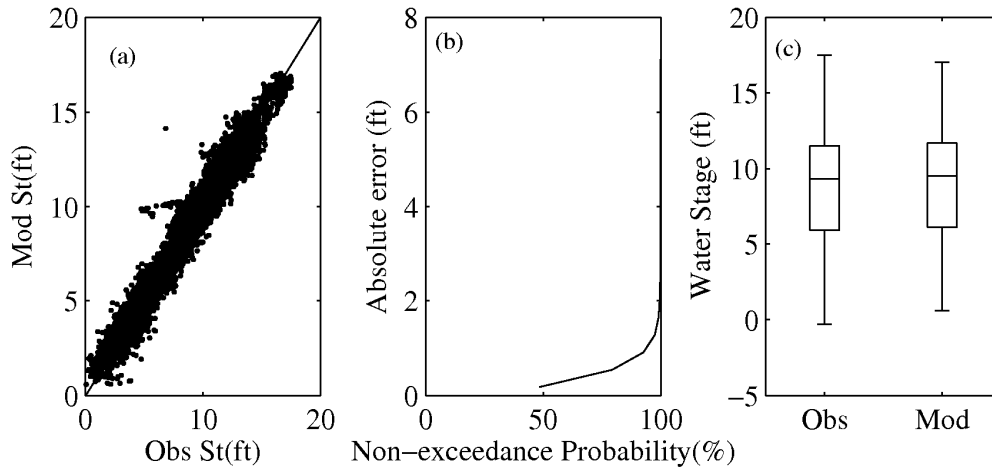 (a)
20
15
10
5
0
Mod St(ft)
0
10
20
Obs St(ft)
(b)
8
6
4
2
0
Absolute error (ft)
0
50
100
Non−exceedance Probability(%)
(c)
20
15
10
5
0
−5
Water Stage (ft)
Obs
Mod